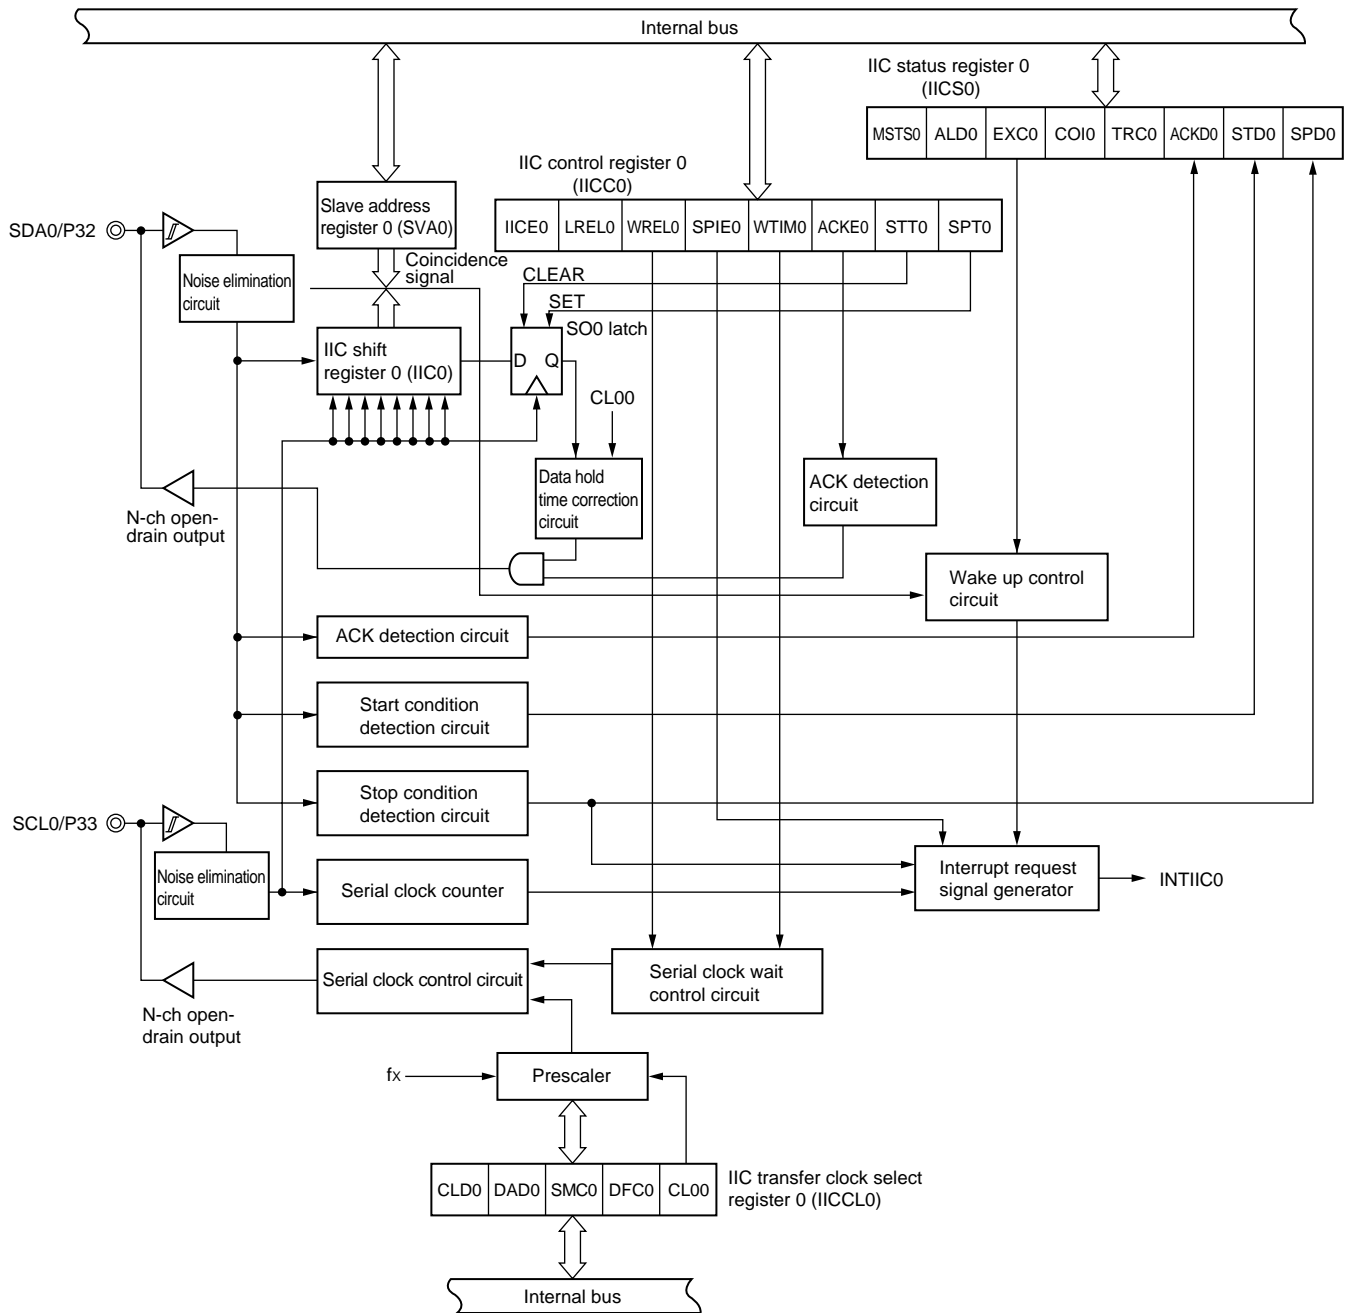 Internal bus
IIC status register 0
(IICS0)
MSTS0 ALD0 EXC0 COI0 TRC0 ACKD0 STD0 SPD0
IIC control register 0
(IICC0)
IICE0 LREL0 WREL0 SPIE0 WTIM0 ACKE0 STT0 SPT0
Slave address
register 0 (SVA0)
SDA0/P32
Noise elimination
circuit
Coincidence
signal
CLEAR
SET
SO0 latch
IIC shift
register 0 (IIC0)
D Q
CL00
Data hold
time correction
circuit
ACK detection
circuit
N-ch open-
drain output
Wake up control
circuit
ACK detection circuit
Start condition
detection circuit
Stop condition
detection circuit
SCL0/P33
Noise elimination
circuit
Serial clock counter
Interrupt request
signal generator
INTIIC0
Serial clock control circuit
Serial clock wait
control circuit
N-ch open-
drain output
fX
Prescaler
CLD0 DAD0 SMC0 DFC0 CL00
IIC transfer clock select
register 0 (IICCL0)
Internal bus